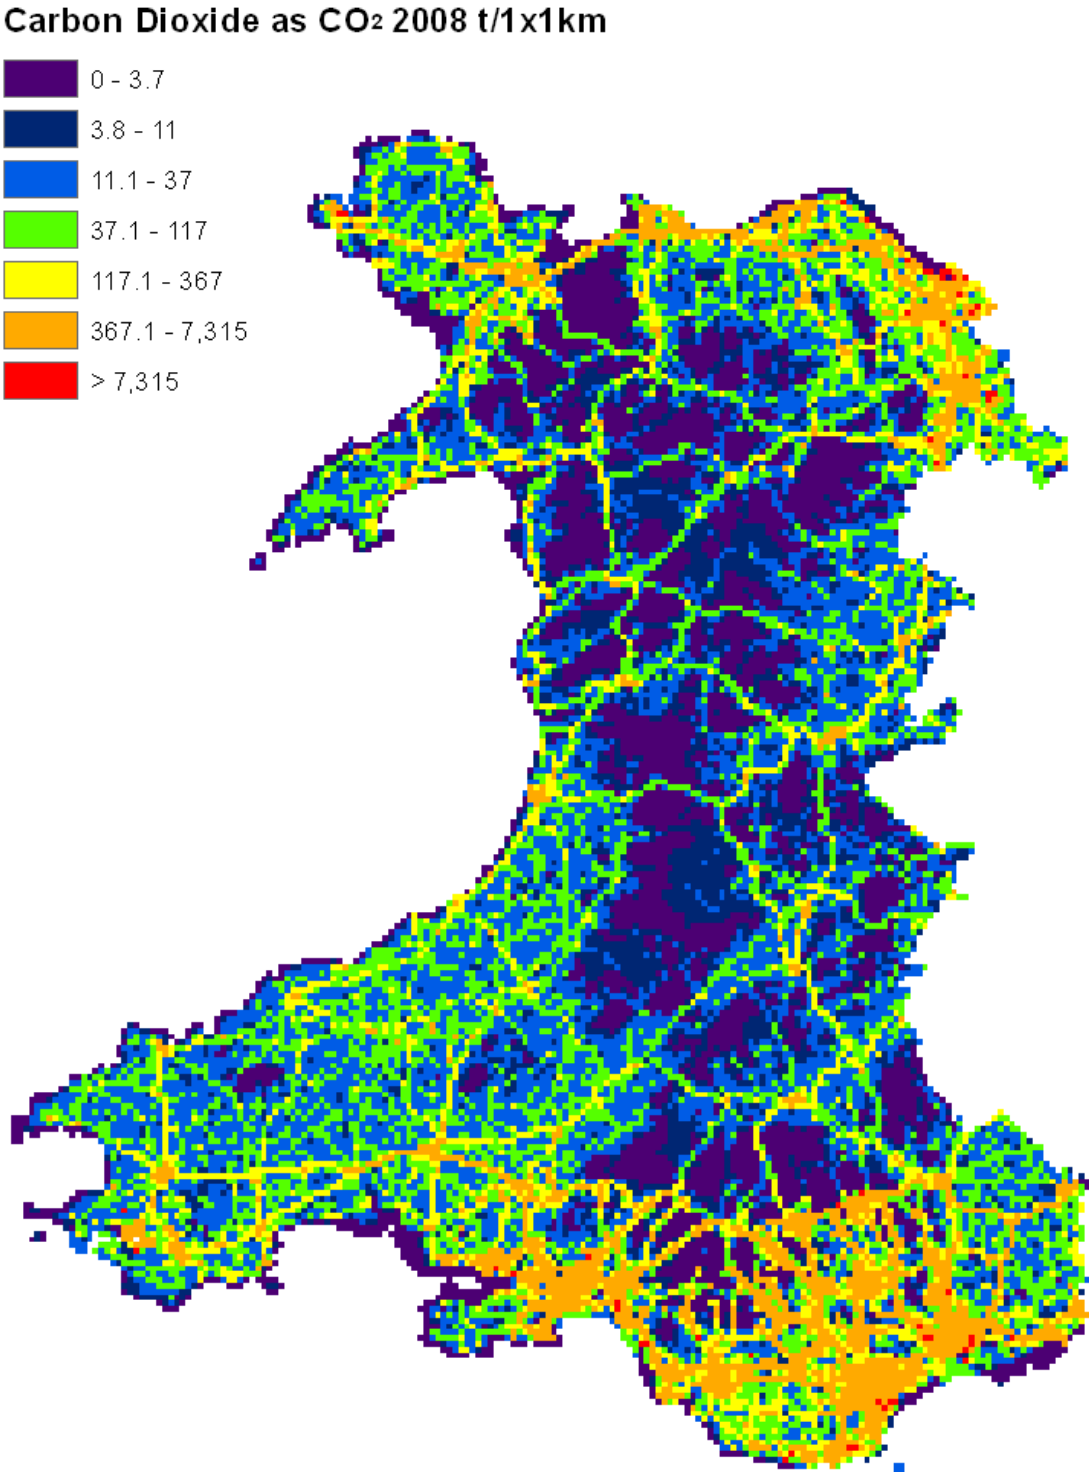 Carbon Dioxide as CO2 2008 t/1x1km
0 - 3.7
3.8 - 11
11.1 - 37
37.1 - 117
117.1 - 367
367.1 - 7,315
> 7,315